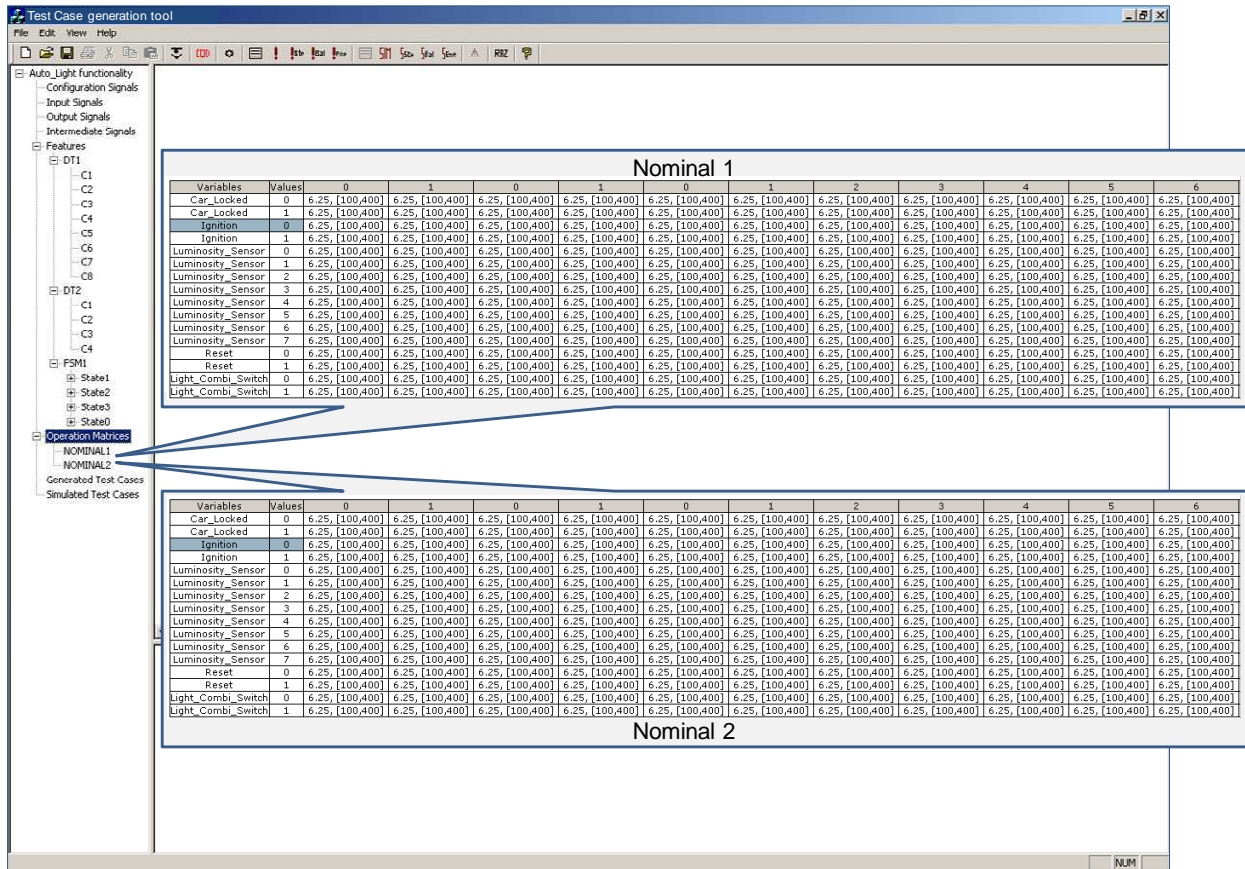 Test Case generation tool
File Edit View Help
Auto_Light functionality
Configuration Signals
Input Signals
Output Signals
Intermediate Signals
Features
DT1
C1
C2
C3
C4
C5
C6
C7
C8
DT2
C1
C2
C3
C4
FSM1
State1
State2
State3
State0
Operation Matrices
NOMINAL1
NOMINAL2
Generated Test Cases
Simulated Test Cases
Nominal 1
Variables Values 0 1 0 1 0 1 2 3 4 5 6
Car_Locked 0 6.25, [100,400] 6.25, [100,400] 6.25, [100,400] 6.25, [100,400] 6.25, [100,400] 6.25, [100,400] 6.25, [100,400] 6.25, [100,400] 6.25, [100,400] 6.25, [100,400] 6.25, [100,400]
Car_Locked 1 6.25, [100,400] 6.25, [100,400] 6.25, [100,400] 6.25, [100,400] 6.25, [100,400] 6.25, [100,400] 6.25, [100,400] 6.25, [100,400] 6.25, [100,400] 6.25, [100,400] 6.25, [100,400]
Ignition 0 6.25, [100,400] 6.25, [100,400] 6.25, [100,400] 6.25, [100,400] 6.25, [100,400] 6.25, [100,400] 6.25, [100,400] 6.25, [100,400] 6.25, [100,400] 6.25, [100,400] 6.25, [100,400]
Ignition 1 6.25, [100,400] 6.25, [100,400] 6.25, [100,400] 6.25, [100,400] 6.25, [100,400] 6.25, [100,400] 6.25, [100,400] 6.25, [100,400] 6.25, [100,400] 6.25, [100,400] 6.25, [100,400]
Luminosity_Sensor 0 6.25, [100,400] 6.25, [100,400] 6.25, [100,400] 6.25, [100,400] 6.25, [100,400] 6.25, [100,400] 6.25, [100,400] 6.25, [100,400] 6.25, [100,400] 6.25, [100,400] 6.25, [100,400]
Luminosity_Sensor 1 6.25, [100,400] 6.25, [100,400] 6.25, [100,400] 6.25, [100,400] 6.25, [100,400] 6.25, [100,400] 6.25, [100,400] 6.25, [100,400] 6.25, [100,400] 6.25, [100,400] 6.25, [100,400]
Luminosity_Sensor 2 6.25, [100,400] 6.25, [100,400] 6.25, [100,400] 6.25, [100,400] 6.25, [100,400] 6.25, [100,400] 6.25, [100,400] 6.25, [100,400] 6.25, [100,400] 6.25, [100,400] 6.25, [100,400]
Luminosity_Sensor 3 6.25, [100,400] 6.25, [100,400] 6.25, [100,400] 6.25, [100,400] 6.25, [100,400] 6.25, [100,400] 6.25, [100,400] 6.25, [100,400] 6.25, [100,400] 6.25, [100,400] 6.25, [100,400]
Luminosity_Sensor 4 6.25, [100,400] 6.25, [100,400] 6.25, [100,400] 6.25, [100,400] 6.25, [100,400] 6.25, [100,400] 6.25, [100,400] 6.25, [100,400] 6.25, [100,400] 6.25, [100,400] 6.25, [100,400]
Luminosity_Sensor 5 6.25, [100,400] 6.25, [100,400] 6.25, [100,400] 6.25, [100,400] 6.25, [100,400] 6.25, [100,400] 6.25, [100,400] 6.25, [100,400] 6.25, [100,400] 6.25, [100,400] 6.25, [100,400]
Luminosity_Sensor 6 6.25, [100,400] 6.25, [100,400] 6.25, [100,400] 6.25, [100,400] 6.25, [100,400] 6.25, [100,400] 6.25, [100,400] 6.25, [100,400] 6.25, [100,400] 6.25, [100,400] 6.25, [100,400]
Luminosity_Sensor 7 6.25, [100,400] 6.25, [100,400] 6.25, [100,400] 6.25, [100,400] 6.25, [100,400] 6.25, [100,400] 6.25, [100,400] 6.25, [100,400] 6.25, [100,400] 6.25, [100,400] 6.25, [100,400]
Reset 0 6.25, [100,400] 6.25, [100,400] 6.25, [100,400] 6.25, [100,400] 6.25, [100,400] 6.25, [100,400] 6.25, [100,400] 6.25, [100,400] 6.25, [100,400] 6.25, [100,400] 6.25, [100,400]
Reset 1 6.25, [100,400] 6.25, [100,400] 6.25, [100,400] 6.25, [100,400] 6.25, [100,400] 6.25, [100,400] 6.25, [100,400] 6.25, [100,400] 6.25, [100,400] 6.25, [100,400] 6.25, [100,400]
Light_Combi_Switch 0 6.25, [100,400] 6.25, [100,400] 6.25, [100,400] 6.25, [100,400] 6.25, [100,400] 6.25, [100,400] 6.25, [100,400] 6.25, [100,400] 6.25, [100,400] 6.25, [100,400] 6.25, [100,400]
Light_Combi_Switch 1 6.25, [100,400] 6.25, [100,400] 6.25, [100,400] 6.25, [100,400] 6.25, [100,400] 6.25, [100,400] 6.25, [100,400] 6.25, [100,400] 6.25, [100,400] 6.25, [100,400] 6.25, [100,400]
Variables Values 0 1 0 1 0 1 2 3 4 5 6
Car_Locked 0 6.25, [100,400] 6.25, [100,400] 6.25, [100,400] 6.25, [100,400] 6.25, [100,400] 6.25, [100,400] 6.25, [100,400] 6.25, [100,400] 6.25, [100,400] 6.25, [100,400] 6.25, [100,400]
Car_Locked 1 6.25, [100,400] 6.25, [100,400] 6.25, [100,400] 6.25, [100,400] 6.25, [100,400] 6.25, [100,400] 6.25, [100,400] 6.25, [100,400] 6.25, [100,400] 6.25, [100,400] 6.25, [100,400]
Ignition 0 6.25, [100,400] 6.25, [100,400] 6.25, [100,400] 6.25, [100,400] 6.25, [100,400] 6.25, [100,400] 6.25, [100,400] 6.25, [100,400] 6.25, [100,400] 6.25, [100,400] 6.25, [100,400]
Ignition 1 6.25, [100,400] 6.25, [100,400] 6.25, [100,400] 6.25, [100,400] 6.25, [100,400] 6.25, [100,400] 6.25, [100,400] 6.25, [100,400] 6.25, [100,400] 6.25, [100,400] 6.25, [100,400]
Luminosity_Sensor 0 6.25, [100,400] 6.25, [100,400] 6.25, [100,400] 6.25, [100,400] 6.25, [100,400] 6.25, [100,400] 6.25, [100,400] 6.25, [100,400] 6.25, [100,400] 6.25, [100,400] 6.25, [100,400]
Luminosity_Sensor 1 6.25, [100,400] 6.25, [100,400] 6.25, [100,400] 6.25, [100,400] 6.25, [100,400] 6.25, [100,400] 6.25, [100,400] 6.25, [100,400] 6.25, [100,400] 6.25, [100,400] 6.25, [100,400]
Luminosity_Sensor 2 6.25, [100,400] 6.25, [100,400] 6.25, [100,400] 6.25, [100,400] 6.25, [100,400] 6.25, [100,400] 6.25, [100,400] 6.25, [100,400] 6.25, [100,400] 6.25, [100,400] 6.25, [100,400]
Luminosity_Sensor 3 6.25, [100,400] 6.25, [100,400] 6.25, [100,400] 6.25, [100,400] 6.25, [100,400] 6.25, [100,400] 6.25, [100,400] 6.25, [100,400] 6.25, [100,400] 6.25, [100,400] 6.25, [100,400]
Luminosity_Sensor 4 6.25, [100,400] 6.25, [100,400] 6.25, [100,400] 6.25, [100,400] 6.25, [100,400] 6.25, [100,400] 6.25, [100,400] 6.25, [100,400] 6.25, [100,400] 6.25, [100,400] 6.25, [100,400]
Luminosity_Sensor 5 6.25, [100,400] 6.25, [100,400] 6.25, [100,400] 6.25, [100,400] 6.25, [100,400] 6.25, [100,400] 6.25, [100,400] 6.25, [100,400] 6.25, [100,400] 6.25, [100,400] 6.25, [100,400]
Luminosity_Sensor 6 6.25, [100,400] 6.25, [100,400] 6.25, [100,400] 6.25, [100,400] 6.25, [100,400] 6.25, [100,400] 6.25, [100,400] 6.25, [100,400] 6.25, [100,400] 6.25, [100,400] 6.25, [100,400]
Luminosity_Sensor 7 6.25, [100,400] 6.25, [100,400] 6.25, [100,400] 6.25, [100,400] 6.25, [100,400] 6.25, [100,400] 6.25, [100,400] 6.25, [100,400] 6.25, [100,400] 6.25, [100,400] 6.25, [100,400]
Reset 0 6.25, [100,400] 6.25, [100,400] 6.25, [100,400] 6.25, [100,400] 6.25, [100,400] 6.25, [100,400] 6.25, [100,400] 6.25, [100,400] 6.25, [100,400] 6.25, [100,400] 6.25, [100,400]
Reset 1 6.25, [100,400] 6.25, [100,400] 6.25, [100,400] 6.25, [100,400] 6.25, [100,400] 6.25, [100,400] 6.25, [100,400] 6.25, [100,400] 6.25, [100,400] 6.25, [100,400] 6.25, [100,400]
Light_Combi_Switch 0 6.25, [100,400] 6.25, [100,400] 6.25, [100,400] 6.25, [100,400] 6.25, [100,400] 6.25, [100,400] 6.25, [100,400] 6.25, [100,400] 6.25, [100,400] 6.25, [100,400] 6.25, [100,400]
Light_Combi_Switch 1 6.25, [100,400] 6.25, [100,400] 6.25, [100,400] 6.25, [100,400] 6.25, [100,400] 6.25, [100,400] 6.25, [100,400] 6.25, [100,400] 6.25, [100,400] 6.25, [100,400] 6.25, [100,400]
Nominal 2
NUM